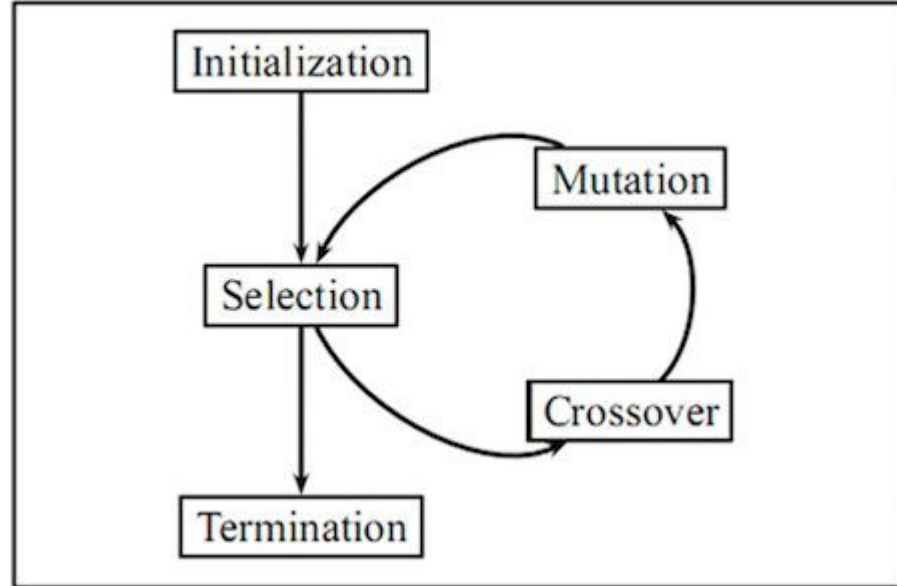 Initialization
Mutation
Selection
Crossover
Termination